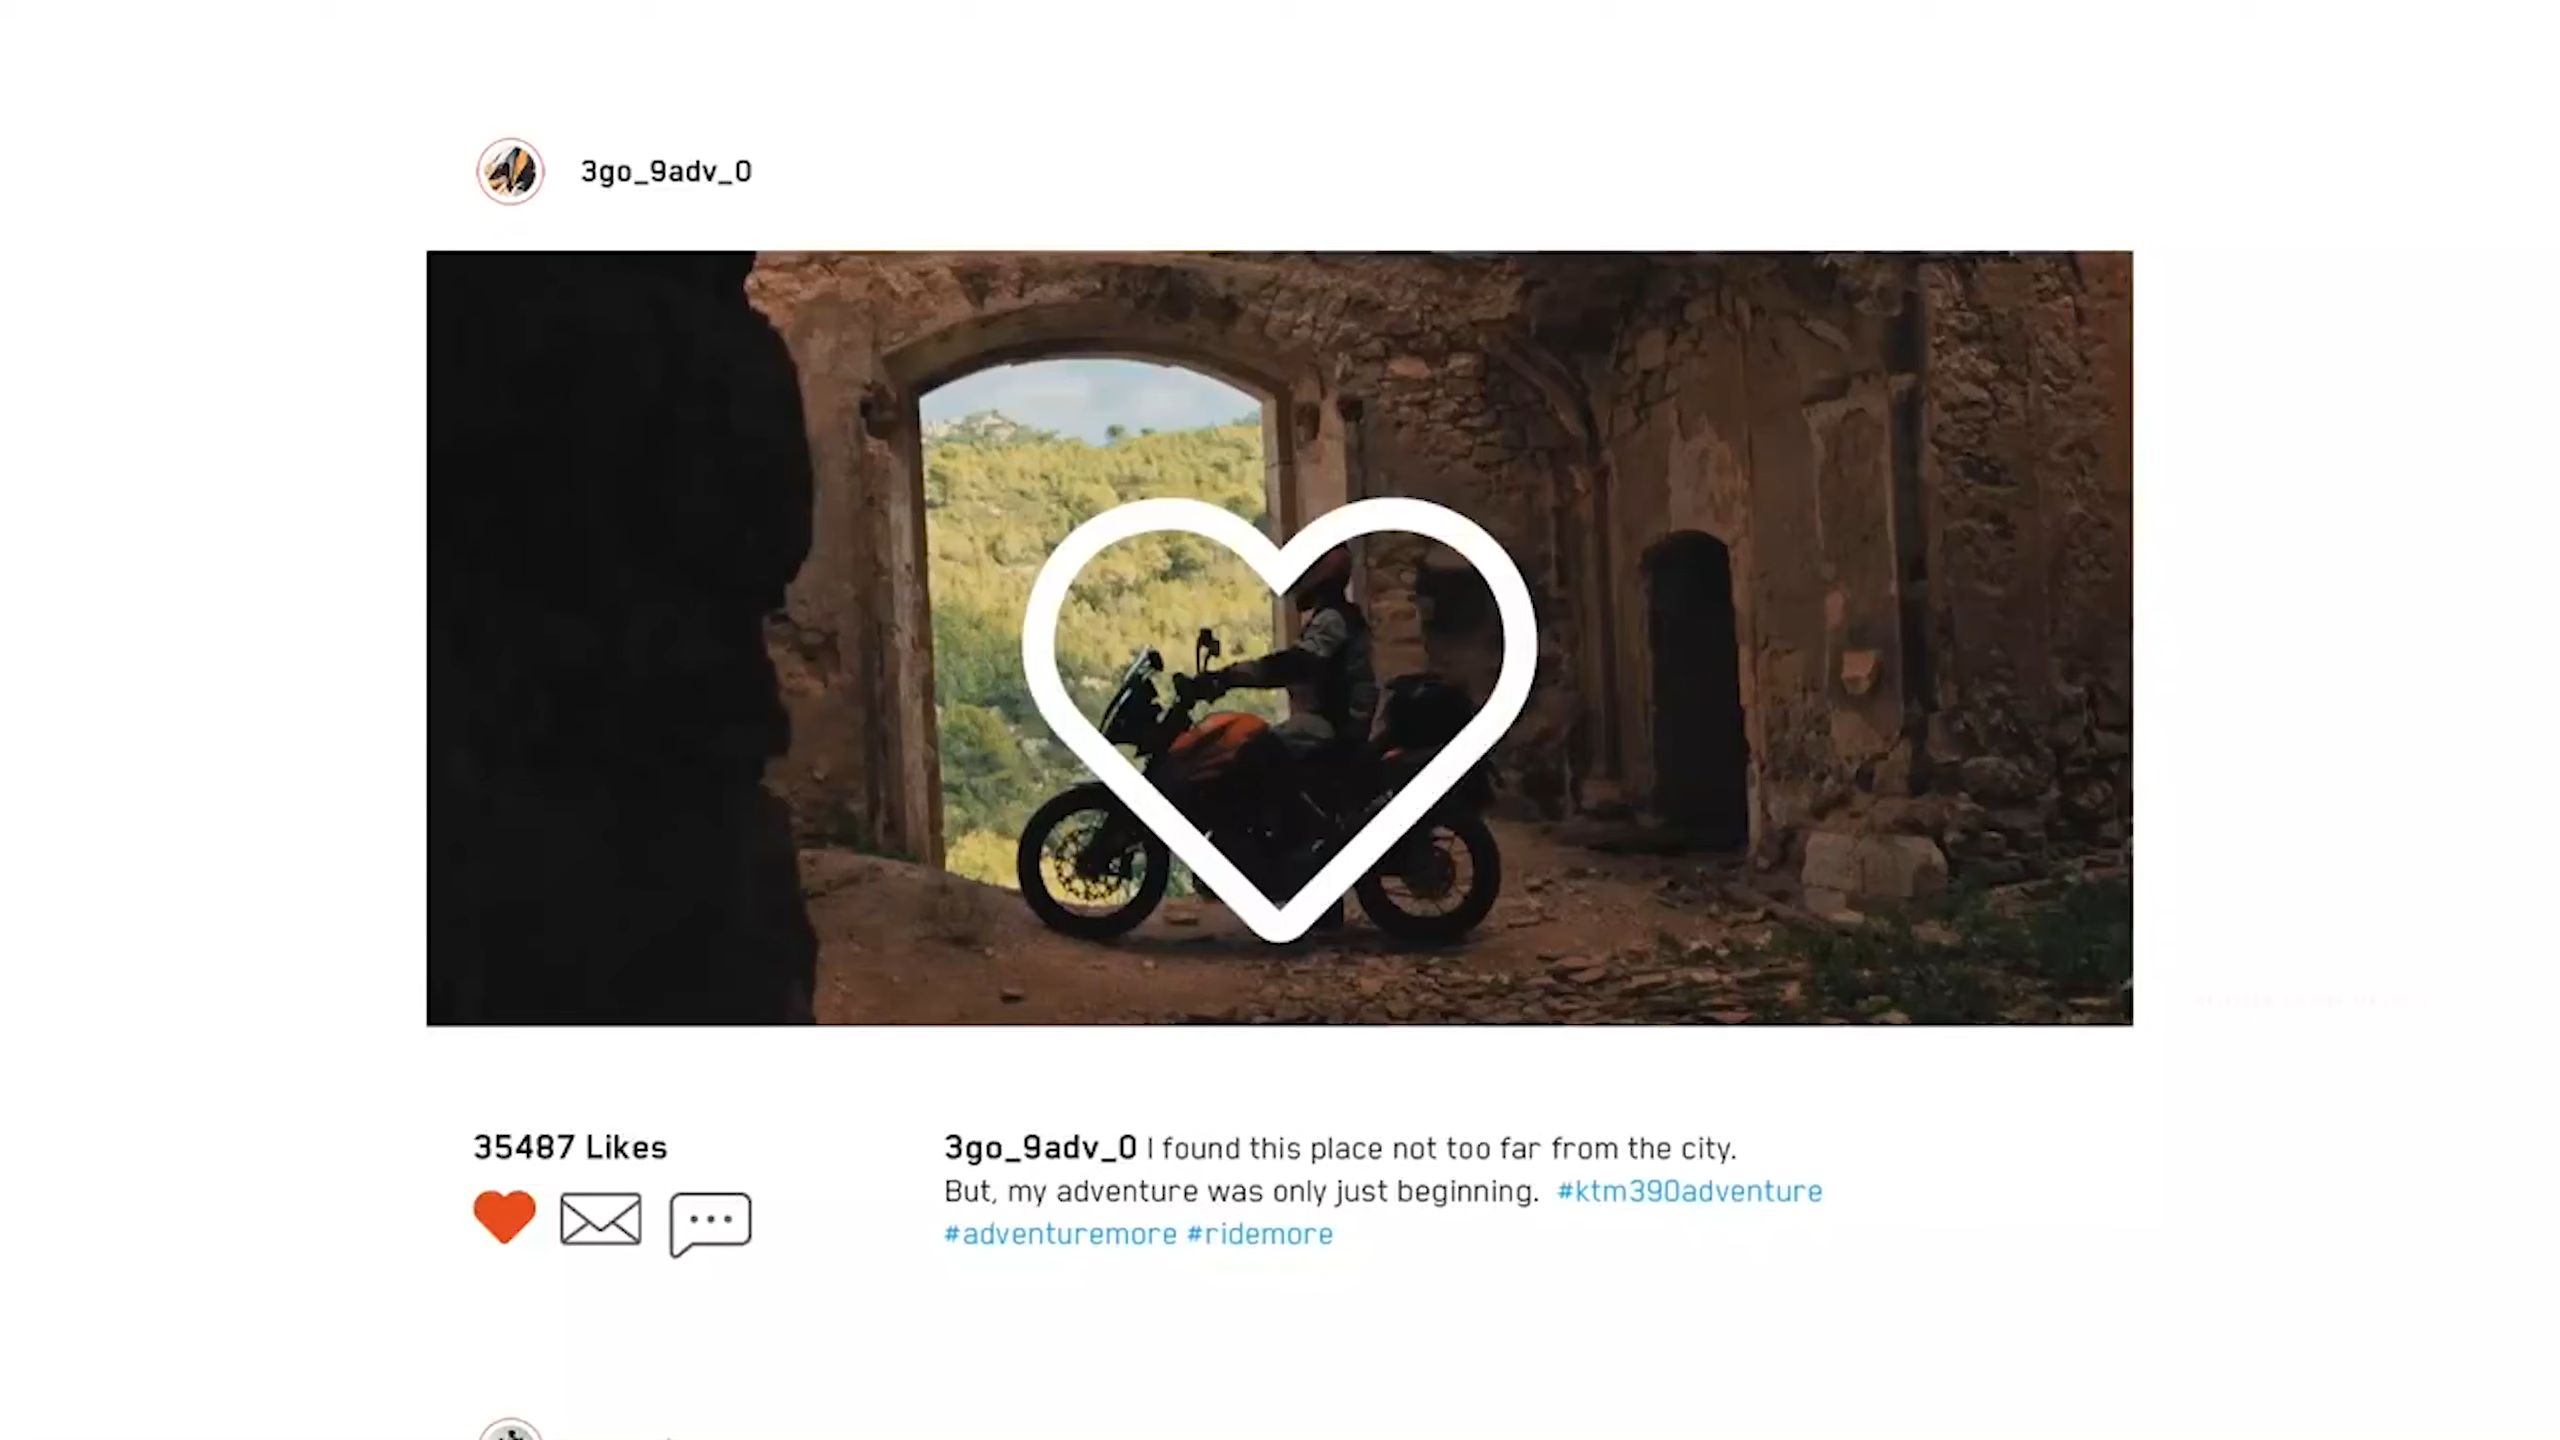 3go_9adv_0
35487 Likes
3go_9adv_0 I found this place not too far from the city.
But, my adventure was only just beginning. #ktm390adventure
#adventuremore #ridemore